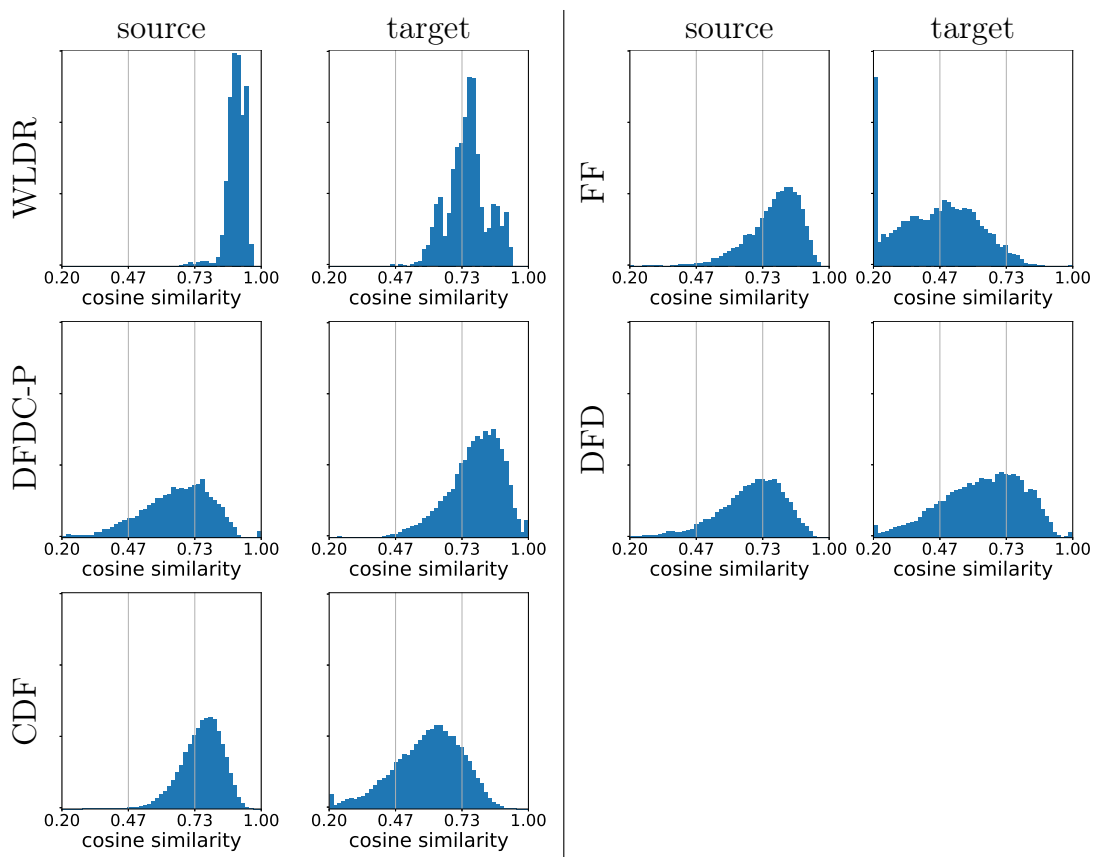 source target source target
WLDR
0.20 0.47 0.73 1.00 0.20 0.47 0.73 1.00
cosine similarity cosine similarity
FF
0.20 0.47 0.73 1.00 0.20 0.47 0.73 1.00
cosine similarity cosine similarity
DFDC-P
0.20 0.47 0.73 1.00 0.20 0.47 0.73 1.00
cosine similarity cosine similarity
DFD
0.20 0.47 0.73 1.00 0.20 0.47 0.73 1.00
cosine similarity cosine similarity
CDF
0.20 0.47 0.73 1.00 0.20 0.47 0.73 1.00
cosine similarity cosine similarity